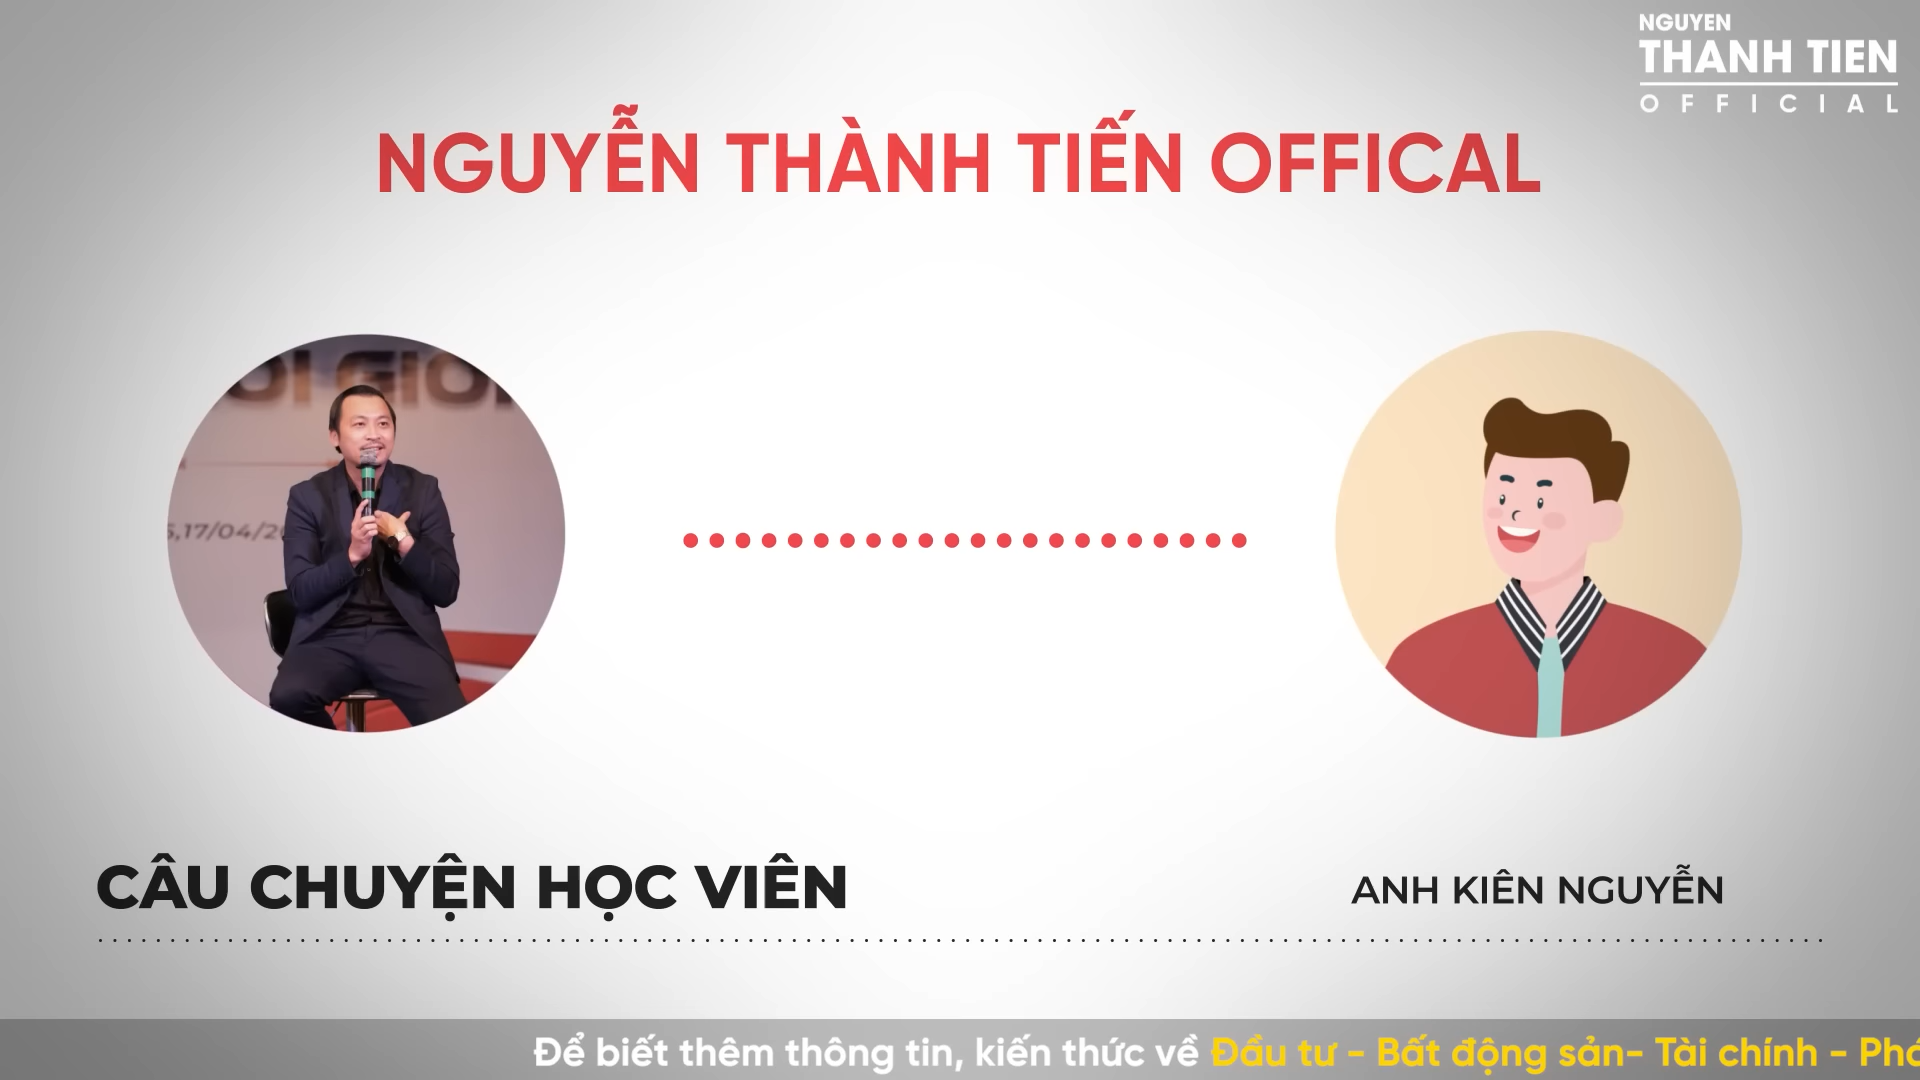 NGUYEN
THANH TIEN
OFFICIAL
NGUYỄN THÀNH TIẾN OFFICAL
CÂU CHUYỆN HỌC VIÊN
ANH KIÊN NGUYỄN
Để biết thêm thông tin, kiến thức về Đầu tư - Bất động sản- Tài chính -